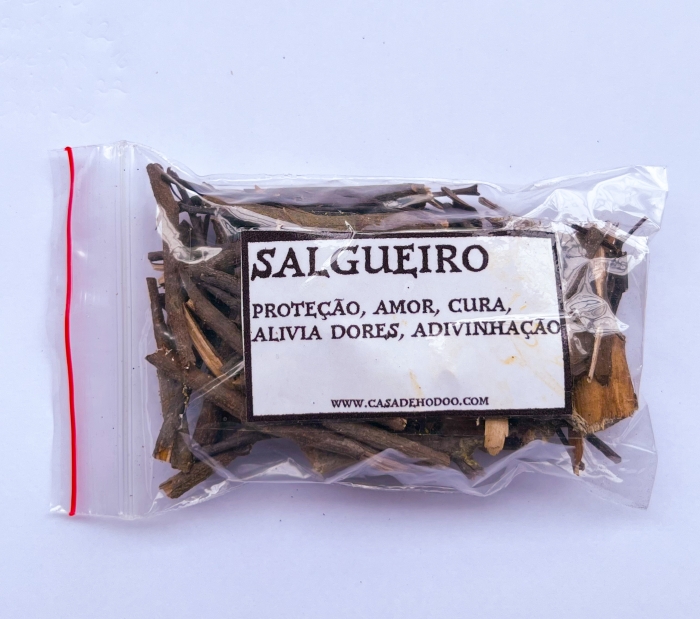 SALGUEIRO
PROTEÇÃO, AMOR, CURA,
ALIVIA DORES, ADIVINHAÇÃO
WWW.CASADEHODOO.COM